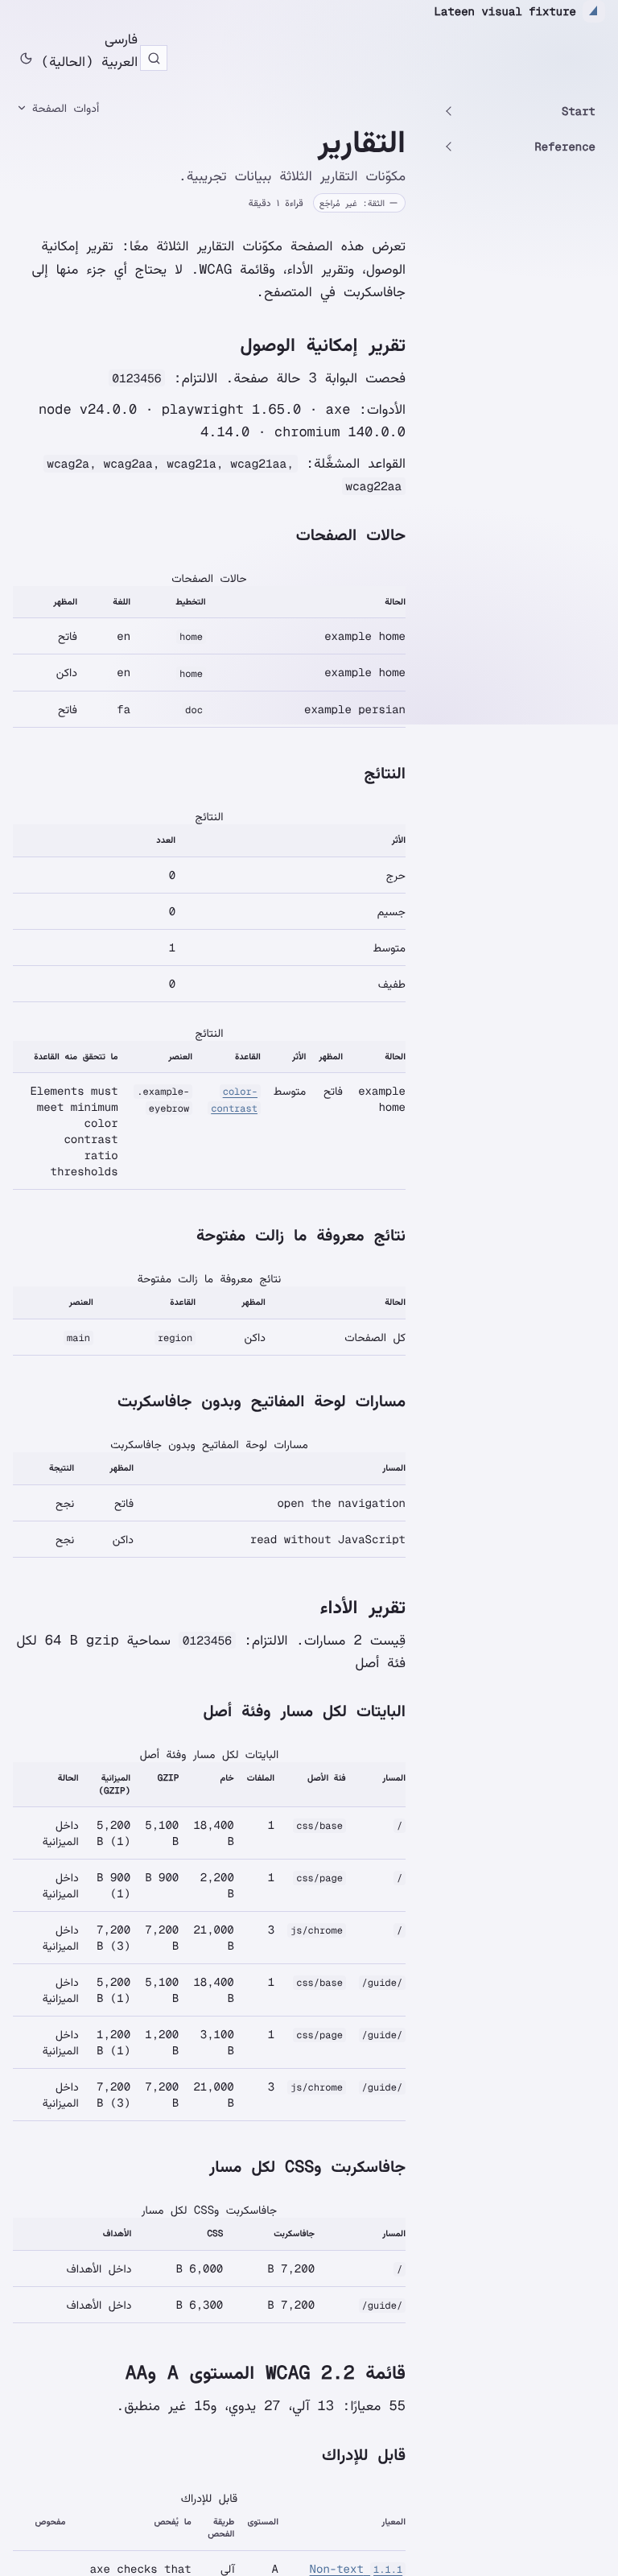 Lateen visual fixture
فارسی
العربية (الحالية)
أدوات الصفحة
Start
Reference
التقارير
مكوّنات التقارير الثلاثة ببيانات تجريبية.
— الثقة: غير مُراجَع
قراءة ١ دقيقة
تعرض هذه الصفحة مكوّنات التقارير الثلاثة معًا: تقرير إمكانية
الوصول، وتقرير الأداء، وقائمة WCAG. لا يحتاج أي جزء منها إلى
جافاسكربت في المتصفح.
تقرير إمكانية الوصول
فحصت البوابة 3 حالة صفحة. الالتزام: 0123456
الأدوات: node v24.0.0 · playwright 1.65.0 · axe
4.14.0 · chromium 140.0.0
القواعد المشغَّلة: wcag2a, wcag2aa, wcag21a, wcag21aa,
wcag22aa
حالات الصفحات
حالات الصفحات
الحالة التخطيط اللغة المظهر
example home home en فاتح
example home home en داكن
example persian doc fa فاتح
النتائج
النتائج
الأثر العدد
حرج 0
جسيم 0
متوسط 1
طفيف 0
النتائج
الحالة المظهر الأثر القاعدة العنصر ما تتحقق منه القاعدة
example home فاتح متوسط color-contrast .example-eyebrow Elements must meet minimum color contrast ratio thresholds
نتائج معروفة ما زالت مفتوحة
نتائج معروفة ما زالت مفتوحة
الحالة المظهر القاعدة العنصر
كل الصفحات داكن region main
مسارات لوحة المفاتيح وبدون جافاسكربت
مسارات لوحة المفاتيح وبدون جافاسكربت
المسار المظهر النتيجة
open the navigation فاتح نجح
read without JavaScript داكن نجح
تقرير الأداء
قِيست 2 مسارات. الالتزام: 0123456 سماحية 64 B gzip لكل
فئة أصل
البايتات لكل مسار وفئة أصل
البايتات لكل مسار وفئة أصل
المسار فئة الأصل الملفات خام GZIP الميزانية (GZIP) الحالة
/ css/base 1 18,400 B 5,100 B 5,200 B (1) داخل الميزانية
/ css/page 1 2,200 B 900 B 900 B (1) داخل الميزانية
/ js/chrome 3 21,000 B 7,200 B 7,200 B (3) داخل الميزانية
/guide/ css/base 1 18,400 B 5,100 B 5,200 B (1) داخل الميزانية
/guide/ css/page 1 3,100 B 1,200 B 1,200 B (1) داخل الميزانية
/guide/ js/chrome 3 21,000 B 7,200 B 7,200 B (3) داخل الميزانية
جافاسكربت وCSS لكل مسار
جافاسكربت وCSS لكل مسار
المسار جافاسكربت CSS الأهداف
/ 7,200 B 6,000 B داخل الأهداف
/guide/ 7,200 B 6,300 B داخل الأهداف
قائمة WCAG 2.2 المستوى A وAA
55 معيارًا: 13 آلي، 27 يدوي، و15 غير منطبق.
قابل للإدراك
قابل للإدراك
المعيار المستوى طريقة الفحص ما يُفحص مفحوص
1.1.1 Non-text A آلي axe checks that